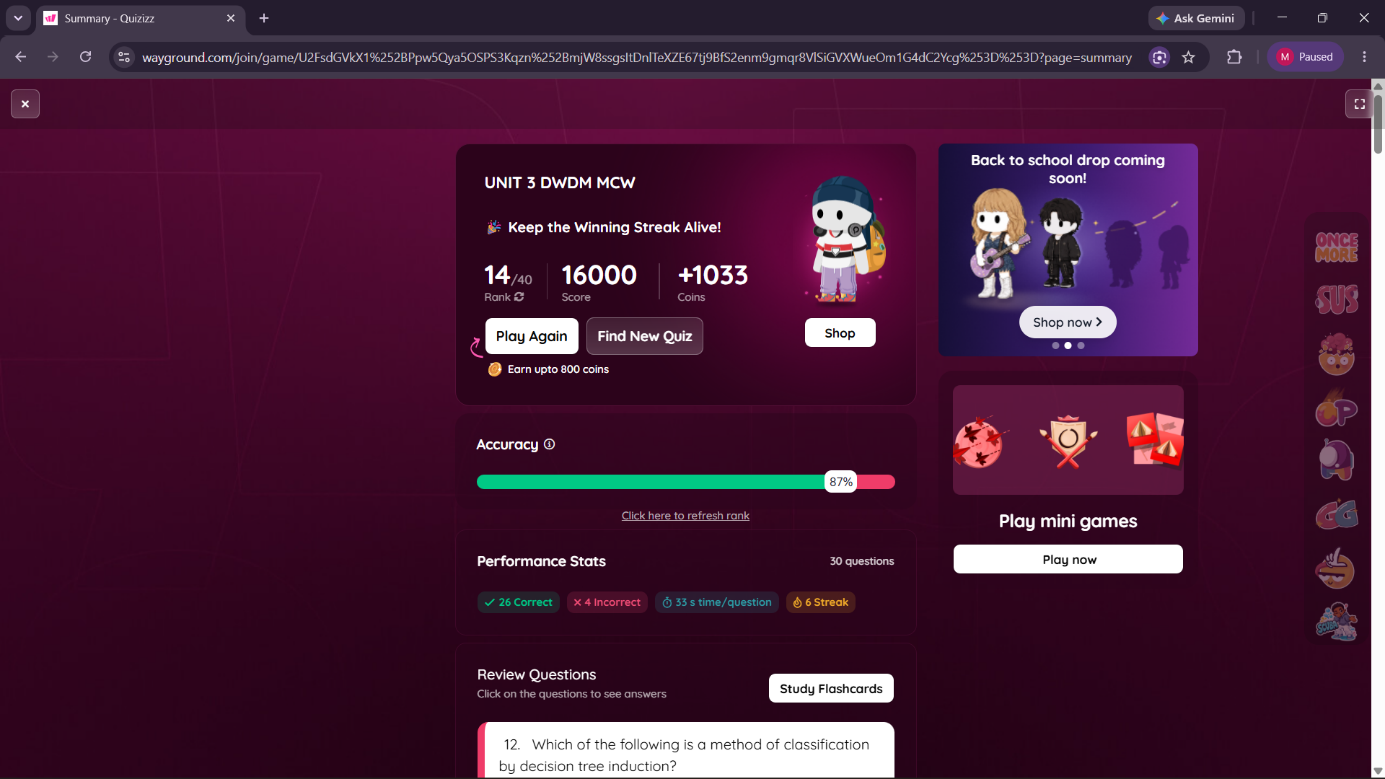 Summary - Quizizz
Ask Gemini
wayground.com/join/game/U2FsdGVkX1%252BPpw5Qya5OSPS3Kqzn%252BmjW8ssgsItDnlTeXZE67tj9BfS2enm9gmqr8VlSiGVXWueOm1G4dC2Ycg%253D%253D?page=summary
M Paused
UNIT 3 DWDM MCW
Keep the Winning Streak Alive!
14/40
Rank
16000
Score
+1033
Coins
Play Again
Find New Quiz
Shop
Earn upto 800 coins
Back to school drop coming
soon!
Shop now
Accuracy
87%
Click here to refresh rank
Play mini games
Play now
Performance Stats
30 questions
26 Correct
4 Incorrect
33 s time/question
6 Streak
Review Questions
Click on the questions to see answers
Study Flashcards
12. Which of the following is a method of classification
by decision tree induction?
ONCE
MORE
SUS
OP
GG